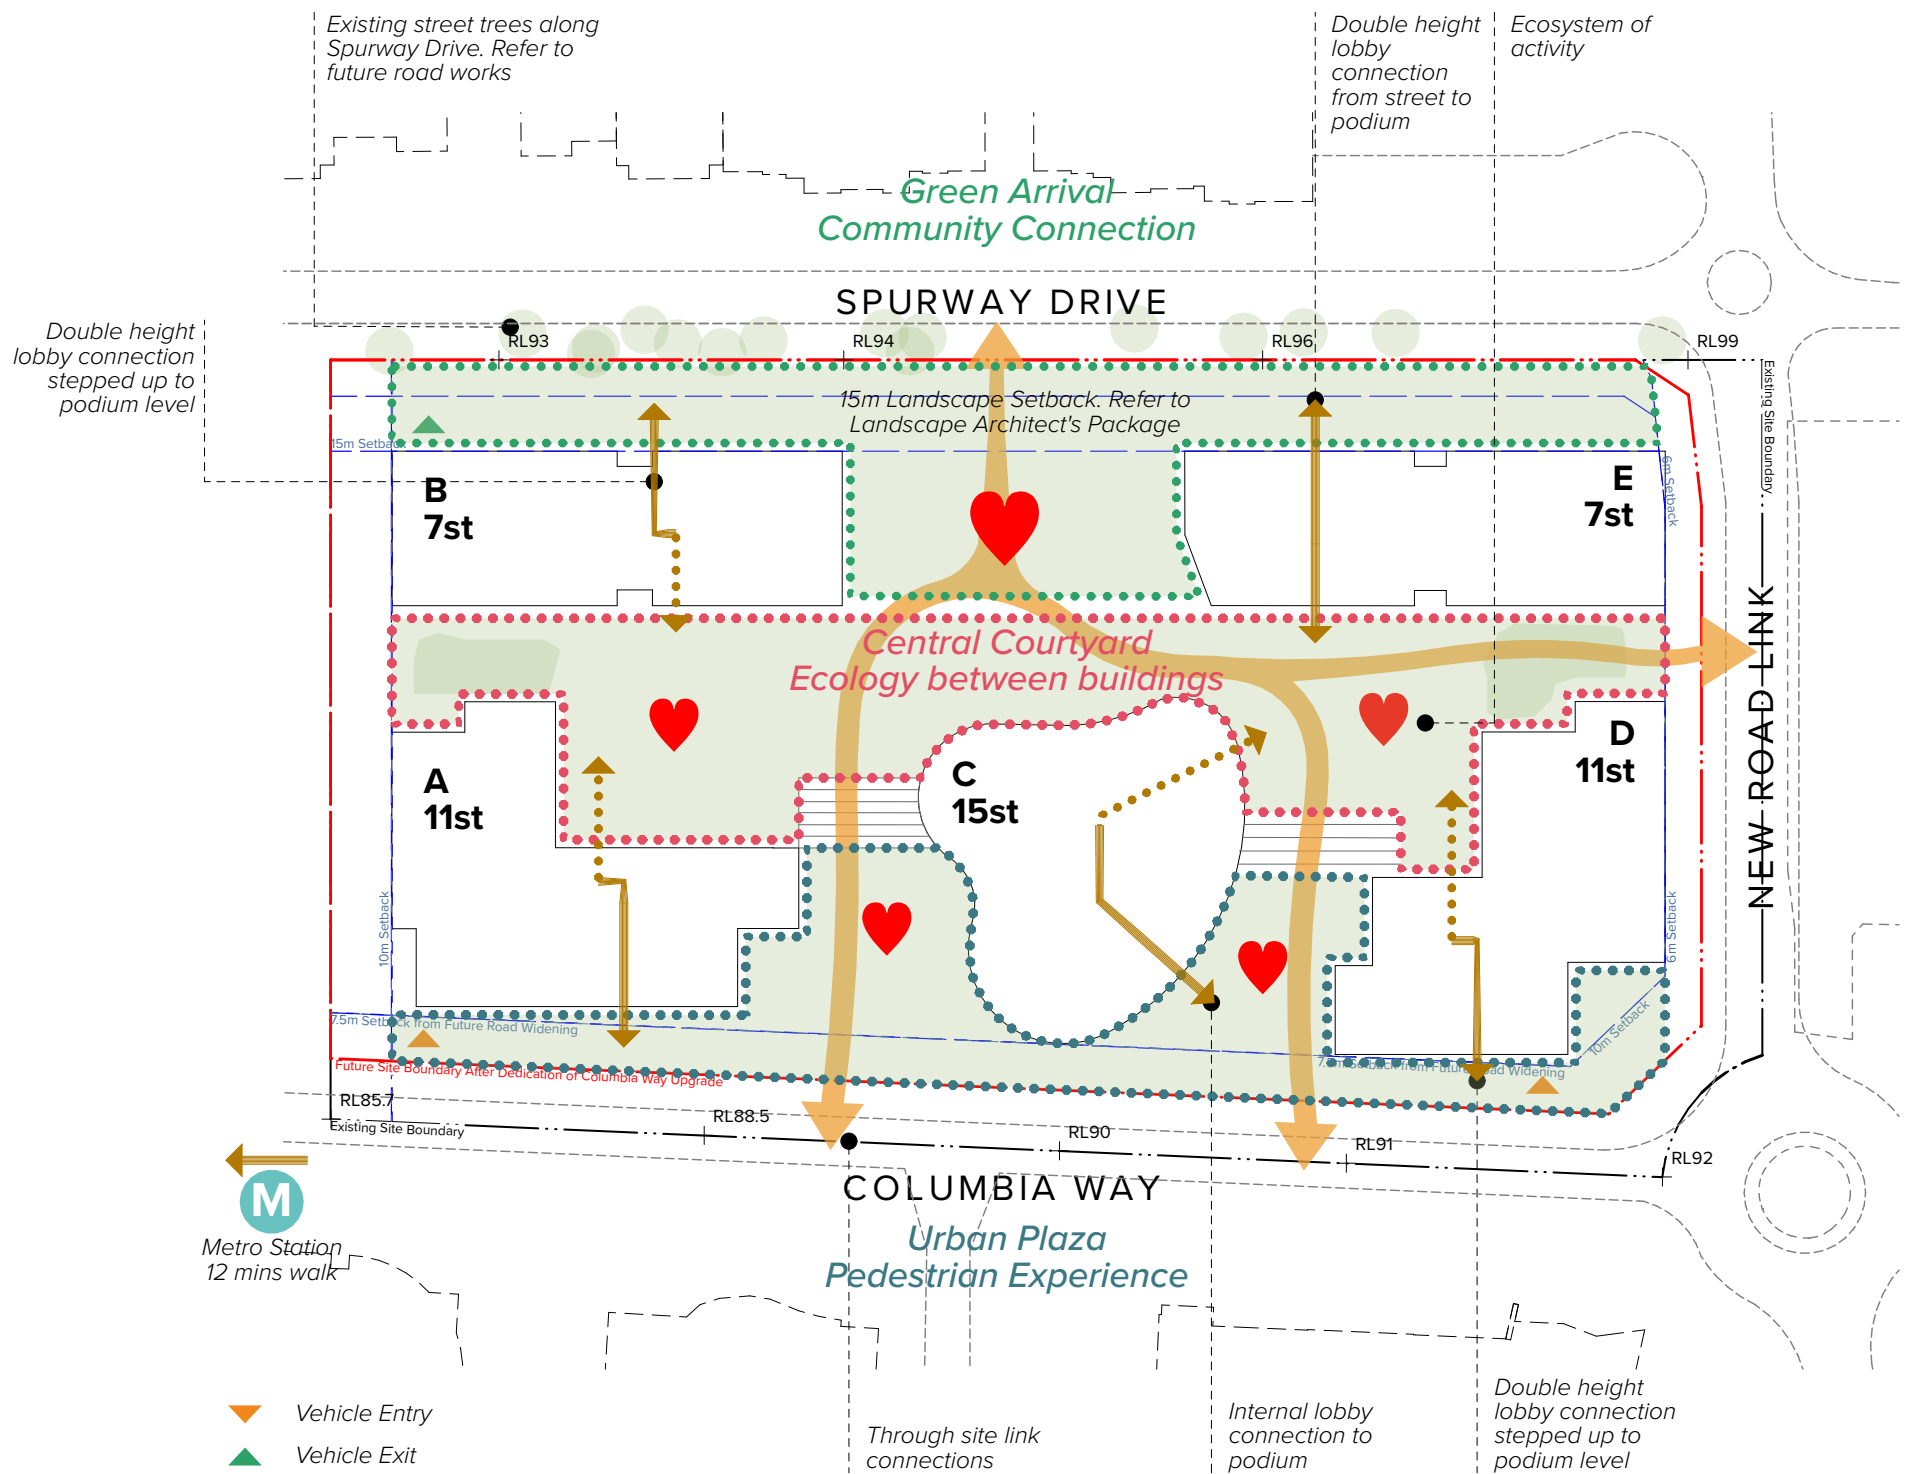 Existing street trees along
Spurway Drive. Refer to
future road works
Double height
lobby
connection
from street to
podium
Ecosystem of
activity
Green Arrival
Community Connection
SPURWAY DRIVE
Double height
lobby connection
stepped up to
podium level
RL93
RL94
RL96
RL99
Existing Site Boundary
15m Landscape Setback. Refer to
Landscape Architect's Package
15m Setback
6m Setback
B
7st
E
7st
Central Courtyard
Ecology between buildings
NEW ROAD LINK
A
11st
C
15st
D
11st
10m Setback
6m Setback
10m Setback
7.5m Setback from Future Road Widening
7.5m Setback from Future Road Widening
Future Site Boundary After Dedication of Columbia Way Upgrade
RL85.7
RL88.5
RL90
RL91
RL92
Existing Site Boundary
COLUMBIA WAY
M
Metro Station
12 mins walk
Urban Plaza
Pedestrian Experience
Vehicle Entry
Vehicle Exit
Through site link
connections
Internal lobby
connection to
podium
Double height
lobby connection
stepped up to
podium level